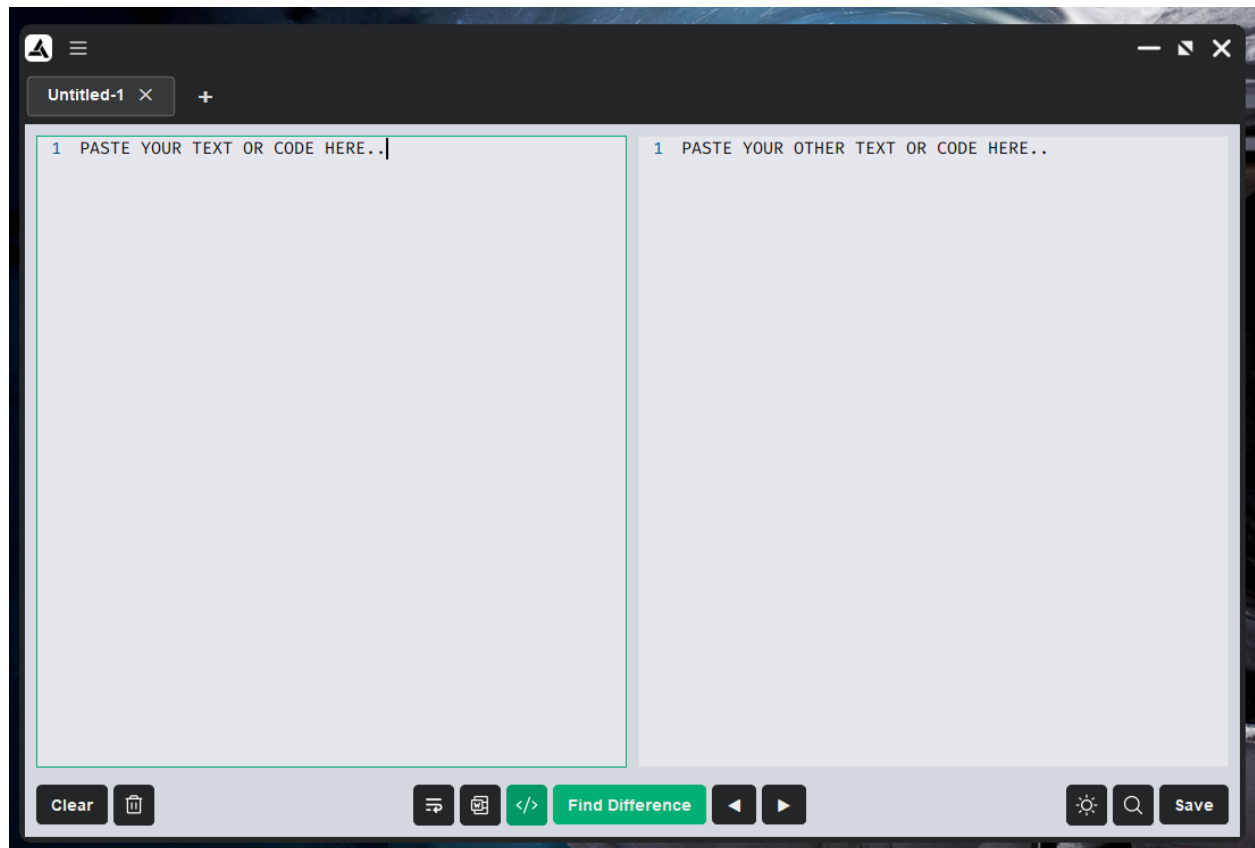 Untitled-1
1 PASTE YOUR TEXT OR CODE HERE..
1 PASTE YOUR OTHER TEXT OR CODE HERE..
Clear
W
</>
Find Difference
Save